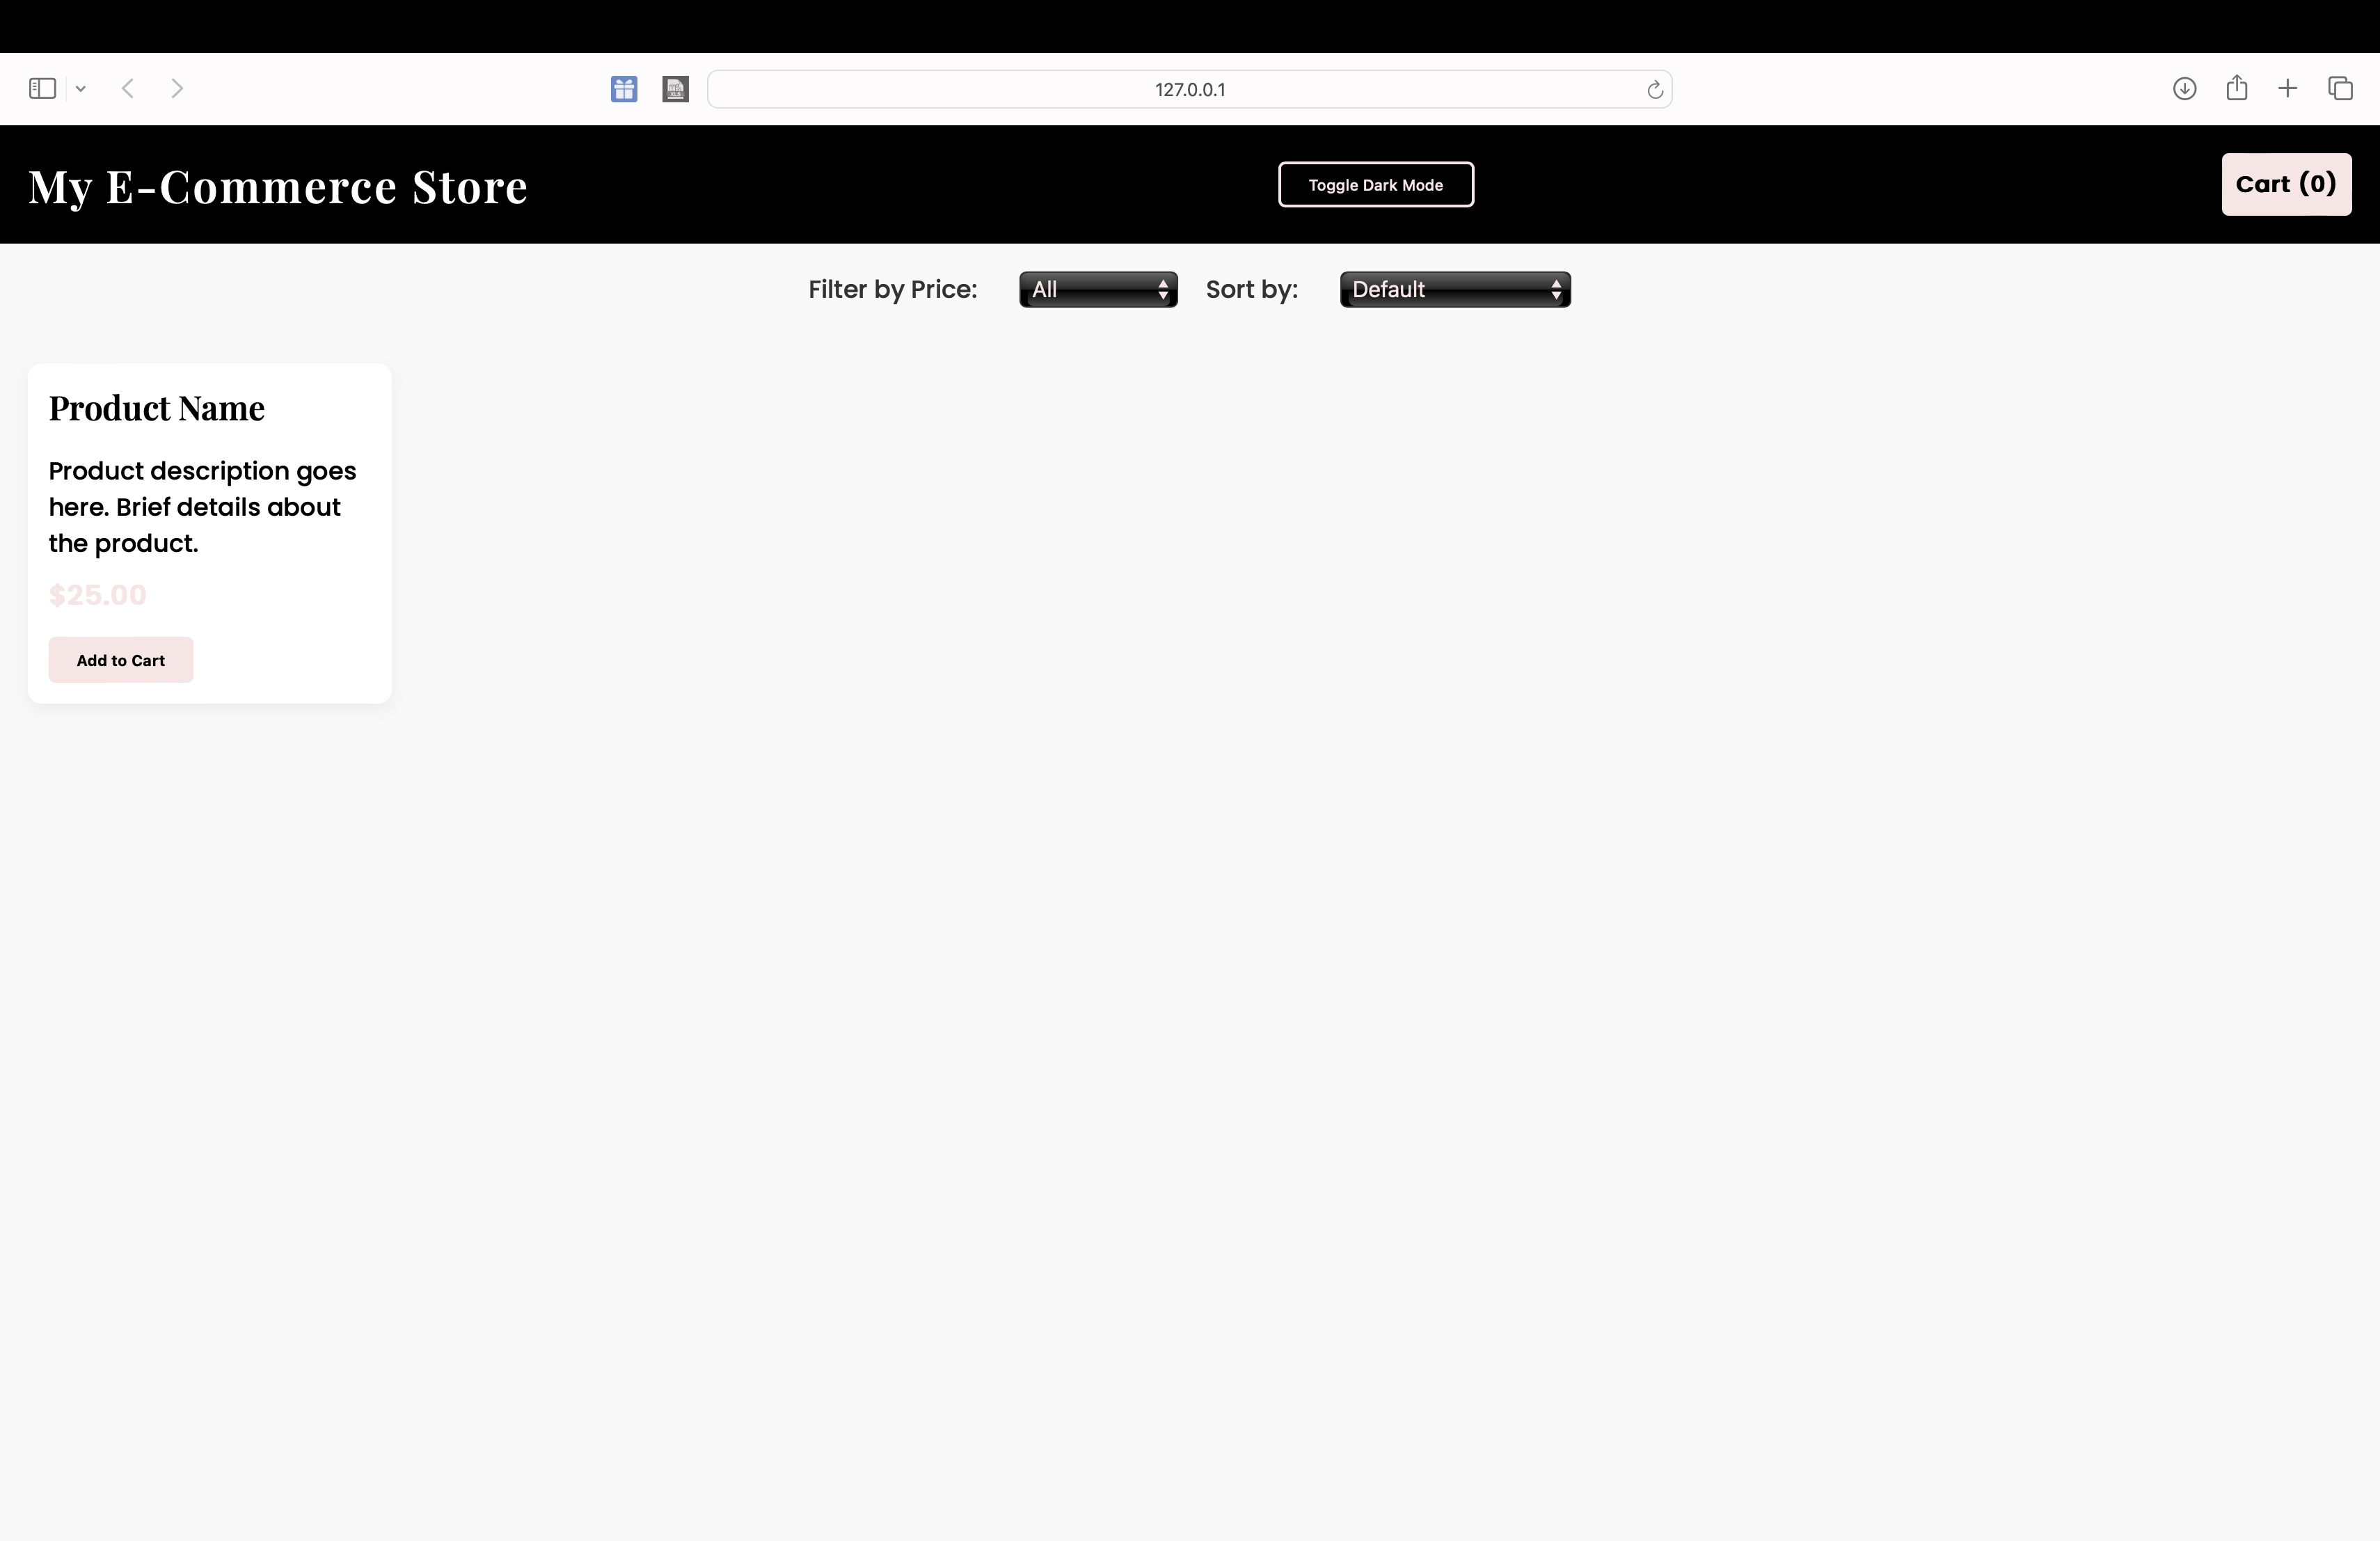 127.0.0.1
My E-Commerce Store
Toggle Dark Mode
Cart (0)
Filter by Price:
All
Sort by:
Default
Product Name
Product description goes
here. Brief details about
the product.
$25.00
Add to Cart